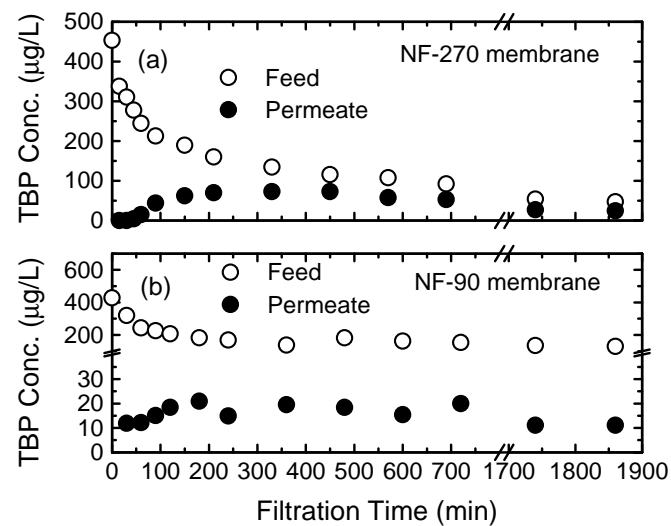 500
400
300
200
100
0
TBP Conc. (μg/L)
(a)
NF-270 membrane
Feed
Permeate
600
400
200
30
20
10
0
TBP Conc. (μg/L)
(b)
Feed
NF-90 membrane
Permeate
0 100 200 300 400 500 600 700 1700 1800 1900
Filtration Time (min)